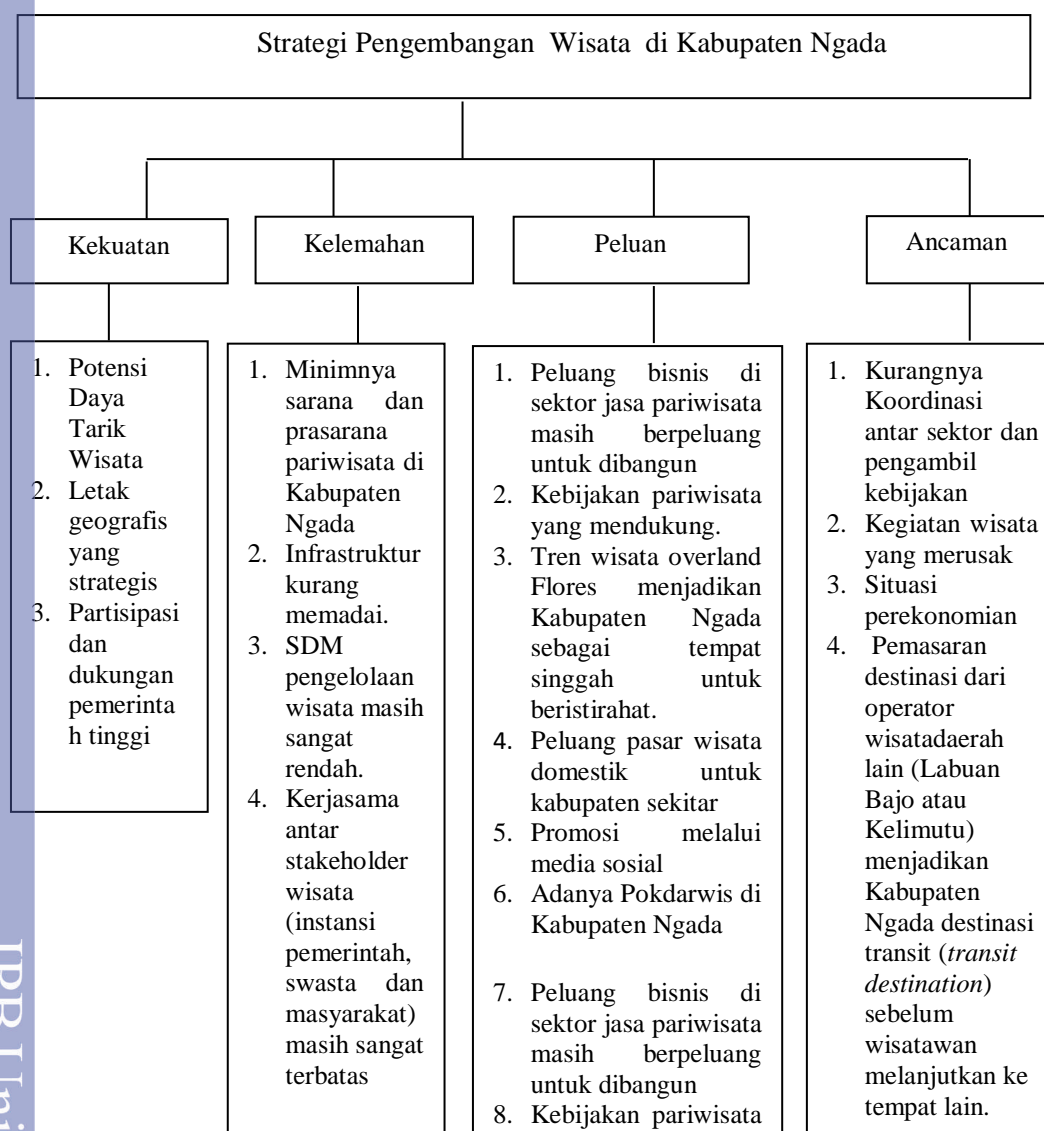 Strategi Pengembangan Wisata di Kabupaten Ngada
Kekuatan
Kelemahan
Peluan
Ancaman
1. Potensi
Daya
Tarik
Wisata
2. Letak
geografis
yang
strategis
3. Partisipasi
dan
dukungan
pemerinta
h tinggi
1. Minimnya
sarana dan
prasarana
pariwisata di
Kabupaten
Ngada
2. Infrastruktur
kurang
memadai.
3. SDM
pengelolaan
wisata masih
sangat
rendah.
4. Kerjasama
antar
stakeholder
wisata
(instansi
pemerintah,
swasta dan
masyarakat)
masih sangat
terbatas
1. Peluang bisnis di
sektor jasa pariwisata
masih berpeluang
untuk dibangun
2. Kebijakan pariwisata
yang mendukung.
3. Tren wisata overland
Flores menjadikan
Kabupaten Ngada
sebagai tempat
singgah untuk
beristirahat.
4. Peluang pasar wisata
domestik untuk
kabupaten sekitar
5. Promosi melalui
media sosial
6. Adanya Pokdarwis di
Kabupaten Ngada
7. Peluang bisnis di
sektor jasa pariwisata
masih berpeluang
untuk dibangun
8. Kebijakan pariwisata
1. Kurangnya
Koordinasi
antar sektor dan
pengambil
kebijakan
2. Kegiatan wisata
yang merusak
3. Situasi
perekonomian
4. Pemasaran
destinasi dari
operator
wisatadaerah
lain (Labuan
Bajo atau
Kelimutu)
menjadikan
Kabupaten
Ngada destinasi
transit (transit
destination)
sebelum
wisatawan
melanjutkan ke
tempat lain.
IPB Uni